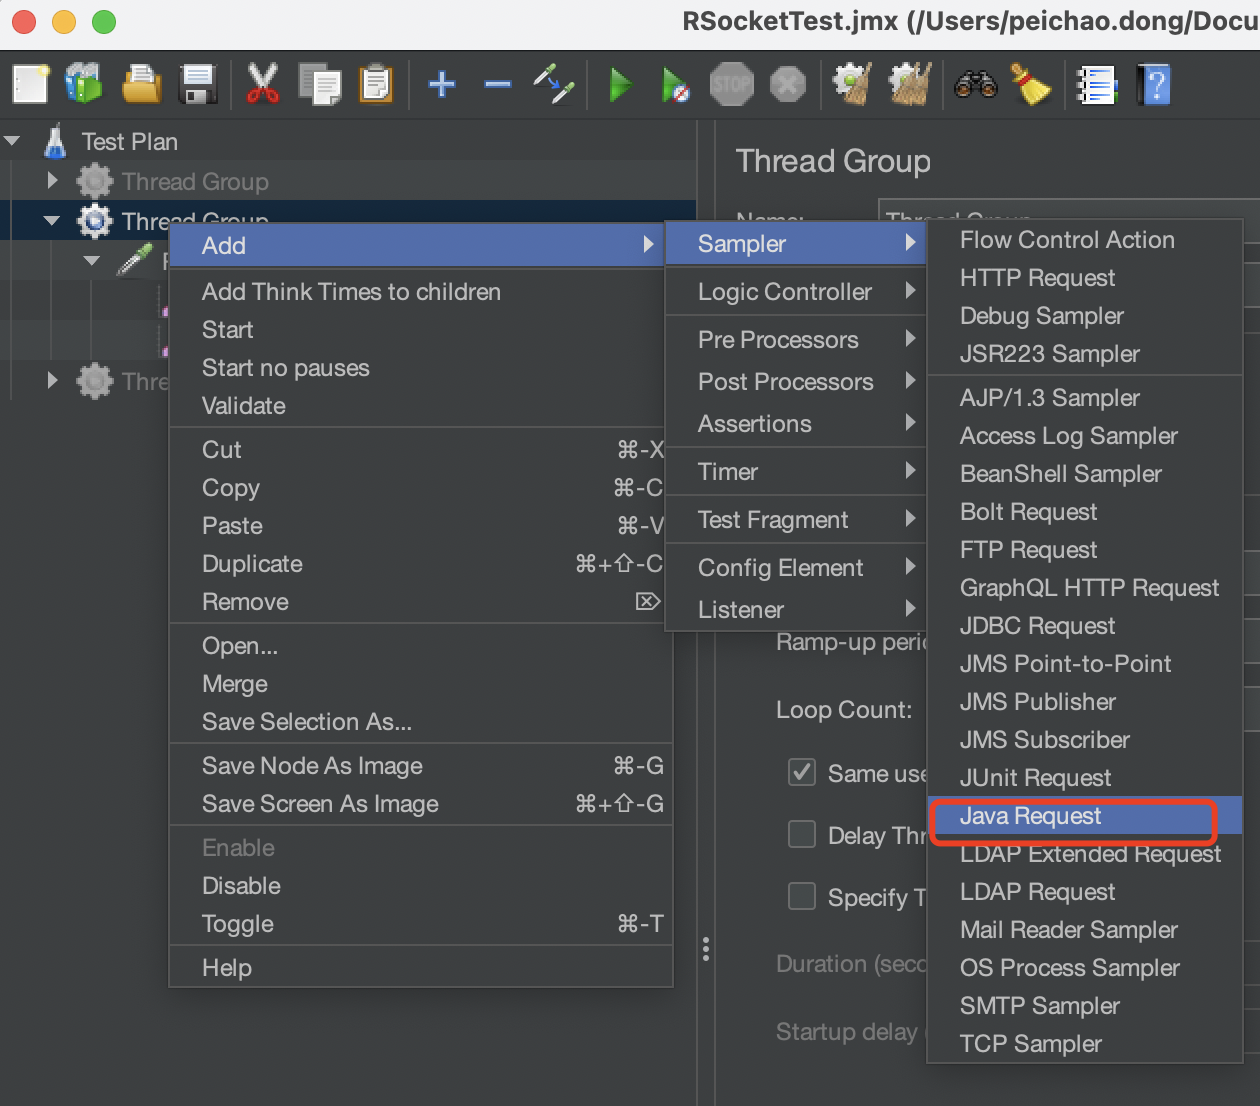 RSocketTest.jmx (/Users/peichao.dong/Docu
STOP
Test Plan
Thread Group
Thread Group
Thre
Thread Group
Name:
Thread Group
Add
Add Think Times to children
Start
Start no pauses
Validate
Cut ⌘-X
Copy ⌘-C
Paste ⌘-V
Duplicate ⌘+⇧-C
Remove ⌦
Open...
Merge
Save Selection As...
Save Node As Image ⌘-G
Save Screen As Image ⌘+⇧-G
Enable
Disable
Toggle ⌘-T
Help
Sampler
Logic Controller
Pre Processors
Post Processors
Assertions
Timer
Test Fragment
Config Element
Listener
Flow Control Action
HTTP Request
Debug Sampler
JSR223 Sampler
AJP/1.3 Sampler
Access Log Sampler
BeanShell Sampler
Bolt Request
FTP Request
GraphQL HTTP Request
JDBC Request
JMS Point-to-Point
JMS Publisher
JMS Subscriber
JUnit Request
Java Request
LDAP Extended Request
LDAP Request
Mail Reader Sampler
OS Process Sampler
SMTP Sampler
TCP Sampler
Ramp-up peri
Loop Count:
Same use
Delay Thr
Specify T
Duration (sec
Startup delay